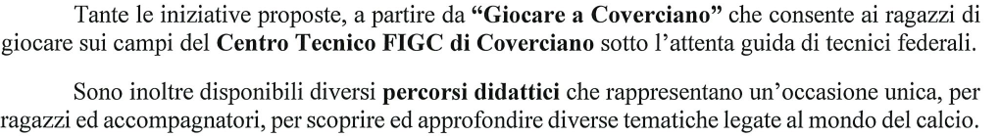 Tante le iniziative proposte, a partire da “Giocare a Coverciano” che consente ai ragazzi di
giocare sui campi del Centro Tecnico FIGC di Coverciano sotto l’attenta guida di tecnici federali.
Sono inoltre disponibili diversi percorsi didattici che rappresentano un’occasione unica, per
ragazzi ed accompagnatori, per scoprire ed approfondire diverse tematiche legate al mondo del calcio.